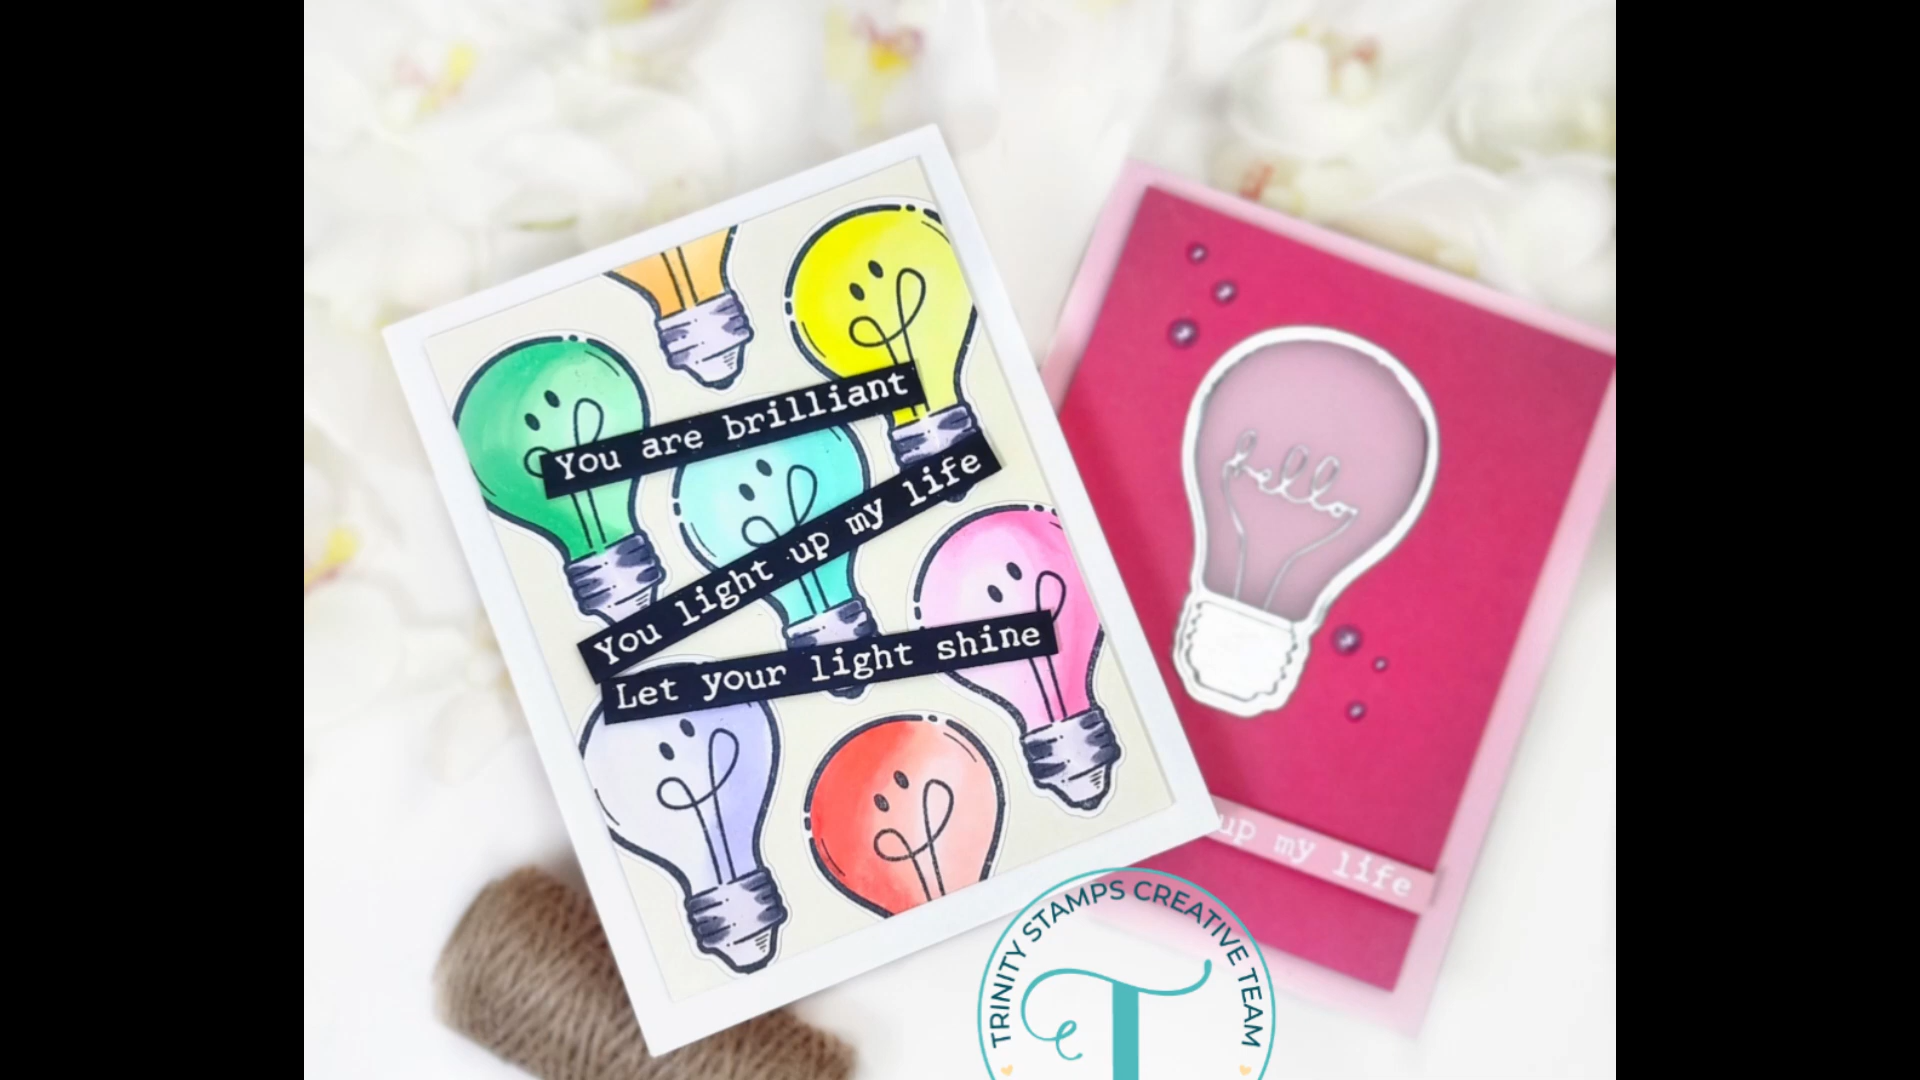 You are brilliant
You light up my life
Let your light shine
hello
up my life
TRINITY STAMPS CREATIVE TEAM
T